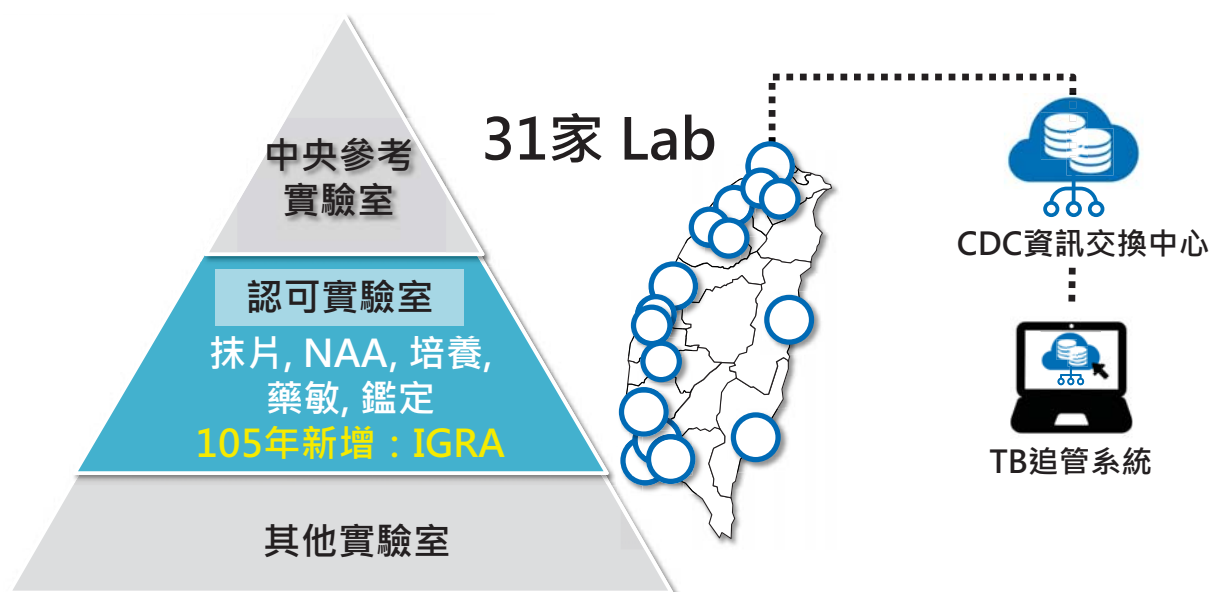 中央參考
實驗室
認可實驗室
抹片, NAA, 培養,
藥敏, 鑑定
105年新增：IGRA
其他實驗室
31家 Lab
CDC資訊交換中心
TB追管系統